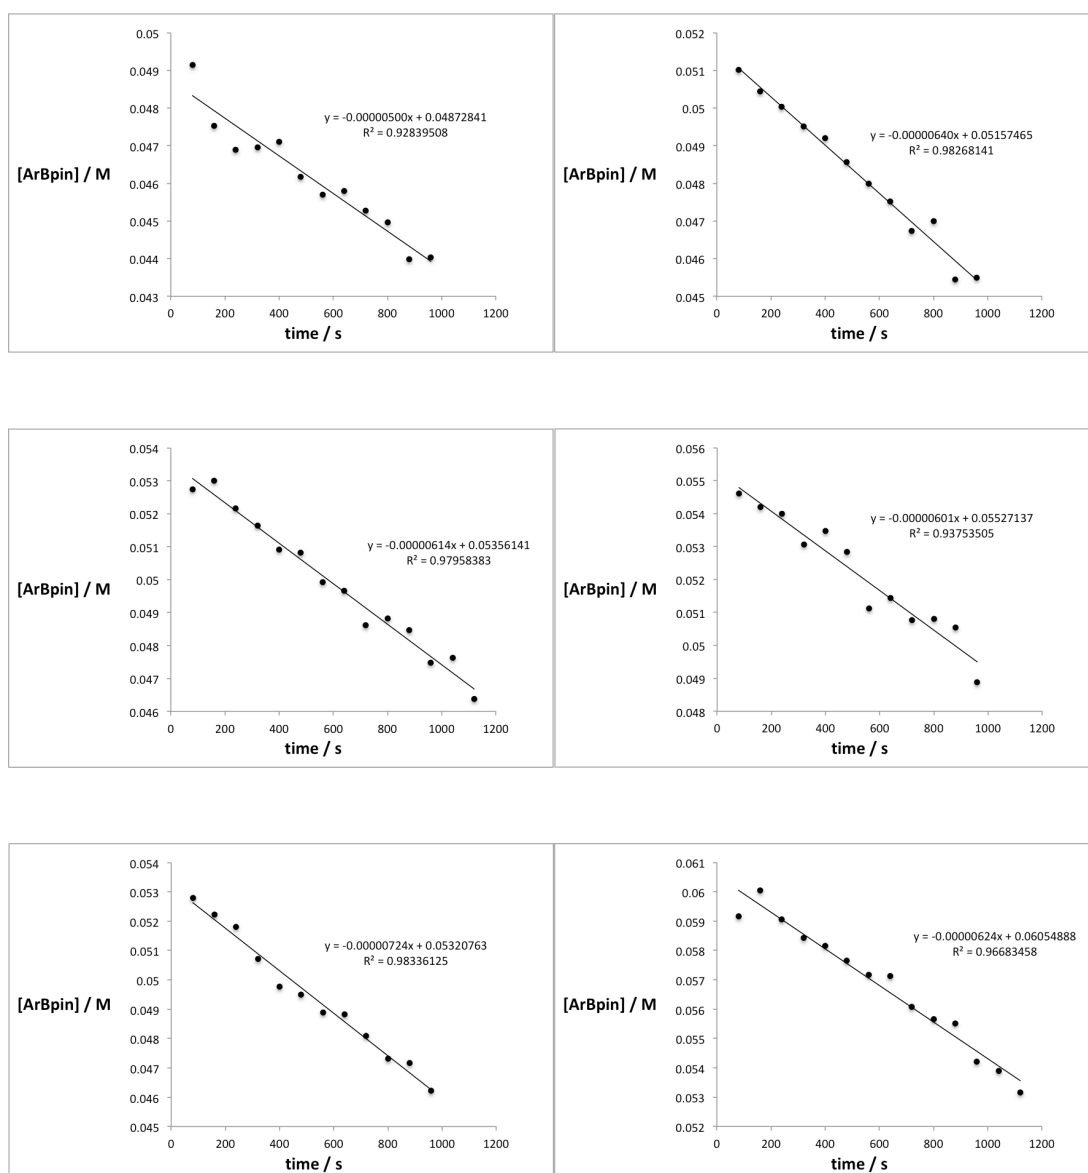 0.05
0.049
0.048
0.047
0.046
0.045
0.044
0.043
[ArBpin] / M
y = -0.00000500x + 0.04872841
R² = 0.92839508
0 200 400 600 800 1000 1200
time / s
0.052
0.051
0.05
0.049
0.048
0.047
0.046
0.045
[ArBpin] / M
y = -0.00000640x + 0.05157465
R² = 0.98268141
0 200 400 600 800 1000 1200
time / s
0.054
0.053
0.052
0.051
0.05
0.049
0.048
0.047
0.046
[ArBpin] / M
y = -0.00000614x + 0.05356141
R² = 0.97958383
0 200 400 600 800 1000 1200
time / s
0.056
0.055
0.054
0.053
0.052
0.051
0.05
0.049
0.048
[ArBpin] / M
y = -0.00000601x + 0.05527137
R² = 0.93753505
0 200 400 600 800 1000 1200
time / s
0.054
0.053
0.052
0.051
0.05
0.049
0.048
0.047
0.046
0.045
[ArBpin] / M
y = -0.00000724x + 0.05320763
R² = 0.98336125
0 200 400 600 800 1000 1200
time / s
0.061
0.06
0.059
0.058
0.057
0.056
0.055
0.054
0.053
0.052
[ArBpin] / M
y = -0.00000624x + 0.06054888
R² = 0.96683458
0 200 400 600 800 1000 1200
time / s